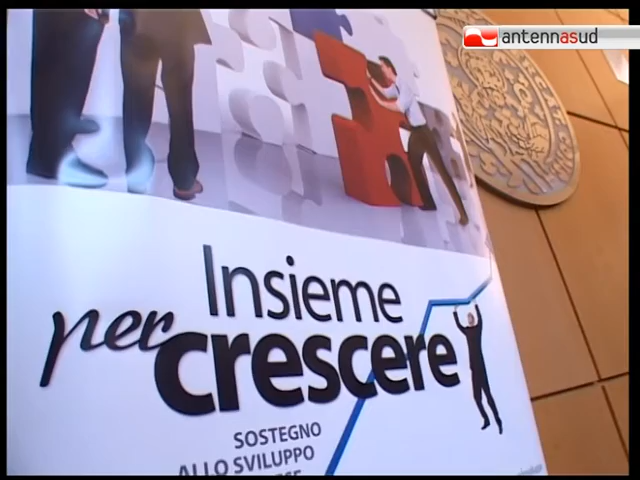 antennasud
Insieme
per crescere
SOSTEGNO
ALLO SVILUPPO